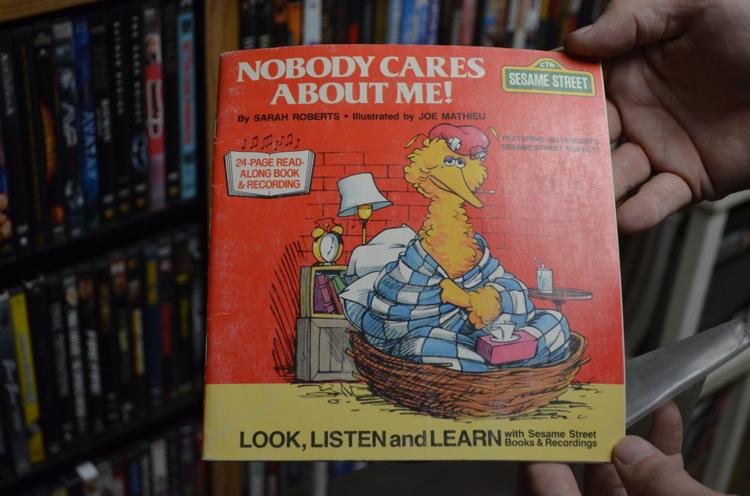 NOBODY CARES
ABOUT ME!
CTW
SESAME STREET
By SARAH ROBERTS • Illustrated by JOE MATHIEU
FEATURING JIM HENSON'S
SESAME STREET MUPPETS
24-PAGE READ-
ALONG BOOK
& RECORDING
LOOK, LISTEN and LEARN with Sesame Street
Books & Recordings
AVATAR